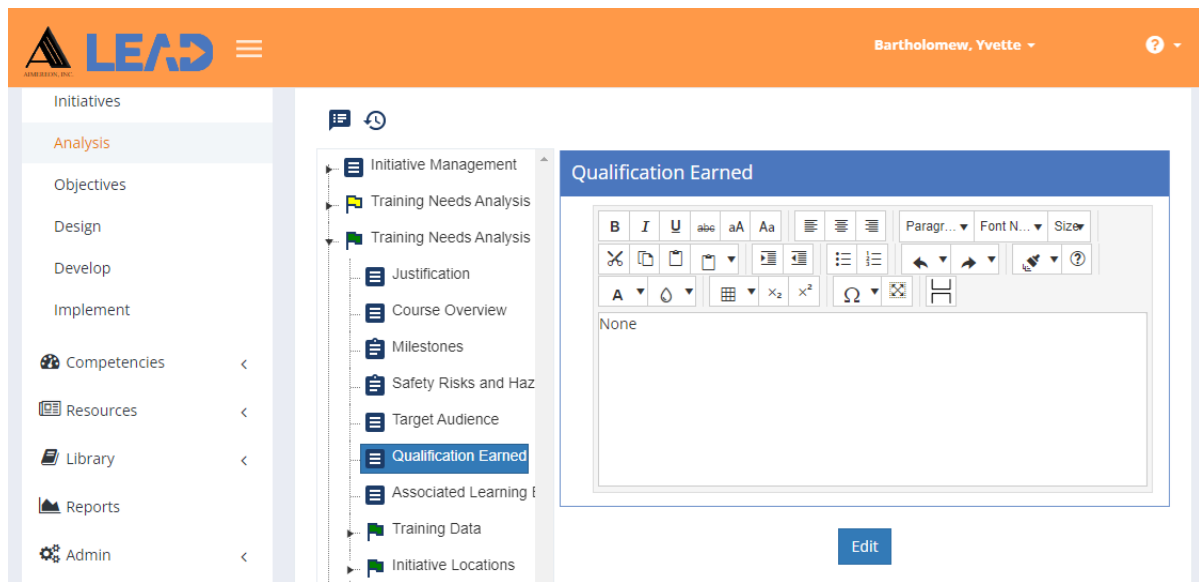 AIMEREON, INC.
LEAD
Bartholomew, Yvette
?
Initiatives
Analysis
Objectives
Design
Develop
Implement
Competencies
Resources
Library
Reports
Admin
Initiative Management
Training Needs Analysis
Training Needs Analysis
Justification
Course Overview
Milestones
Safety Risks and Haz
Target Audience
Qualification Earned
Associated Learning E
Training Data
Initiative Locations
Qualification Earned
B I U abc aA Aa Paragr... Font N... Size
?
A x₂ x² Ω
None
Edit